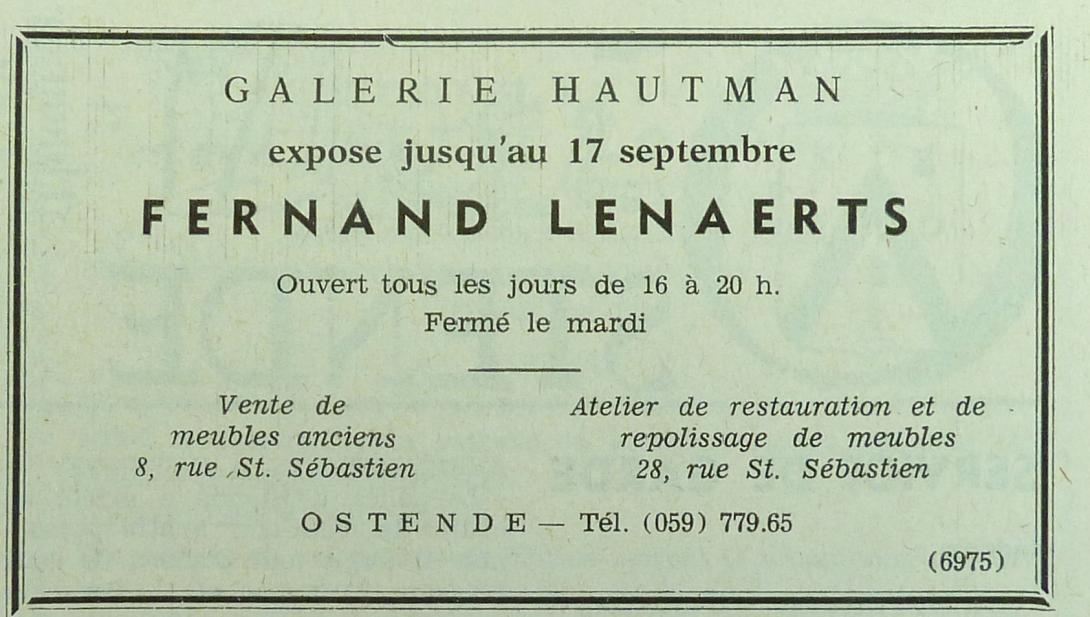 GALERIE HAUTMAN
expose jusqu'au 17 septembre
FERNAND LENAERTS
Ouvert tous les jours de 16 à 20 h.
Fermé le mardi
Vente de
meubles anciens
8, rue St. Sébastien
Atelier de restauration et de
repolissage de meubles
28, rue St. Sébastien
OSTENDE — Tél. (059) 779.65
(6975)